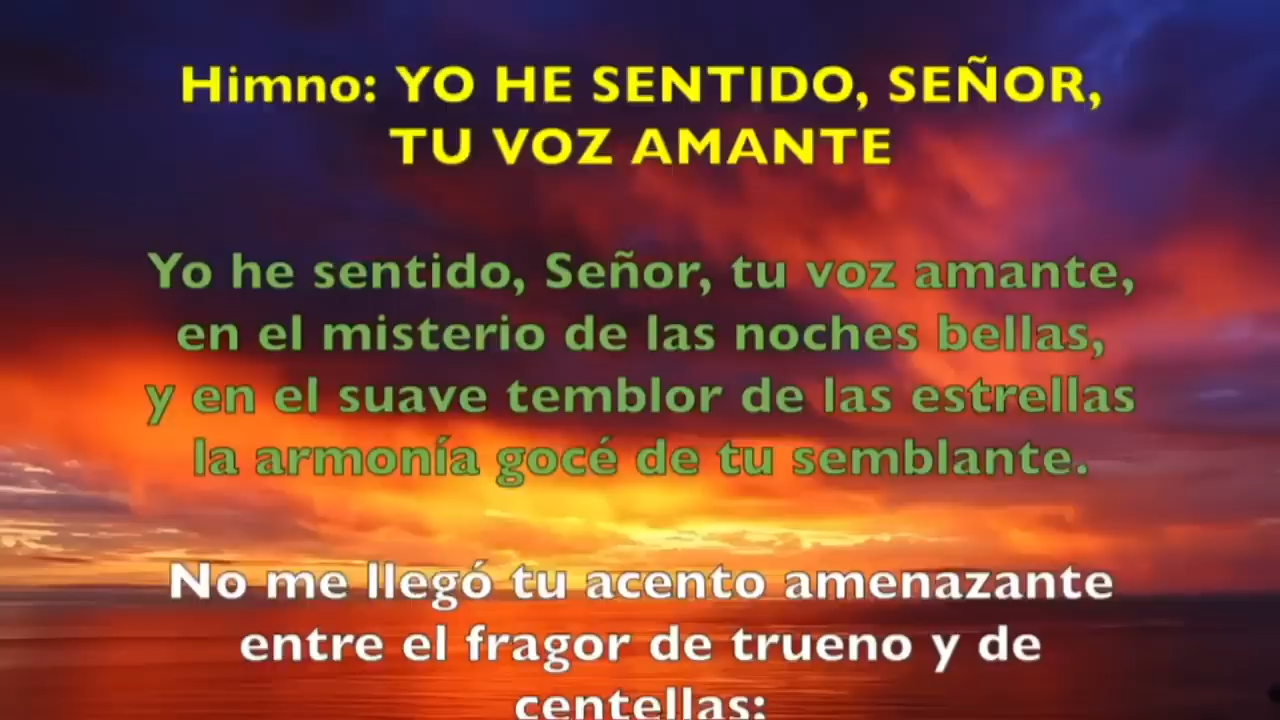 Himno: YO HE SENTIDO, SEÑOR,
TU VOZ AMANTE
Yo he sentido, Señor, tu voz amante,
en el misterio de las noches bellas,
y en el suave temblor de las estrellas
la armonía gocé de tu semblante.
No me llegó tu acento amenazante
entre el fragor de trueno y de
centellas: